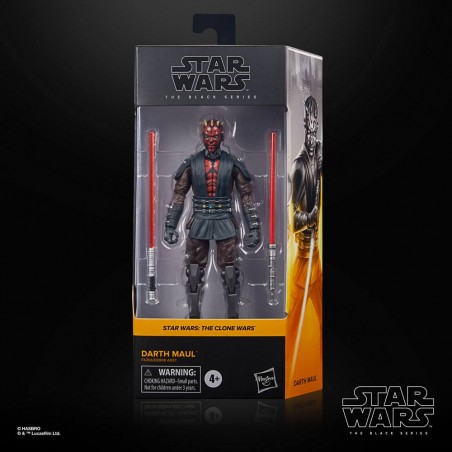 STAR
WARS
THE BLACK SERIES
STAR WARS: THE CLONE WARS
DARTH MAUL
WARNING:
CHOKING HAZARD–Small parts.
Not for children under 3 years.
4+
Hasbro
DARTH MAUL
STAR
WARS
THE BLACK SERIES
© HASBRO
© & ™ Lucasfilm Ltd.